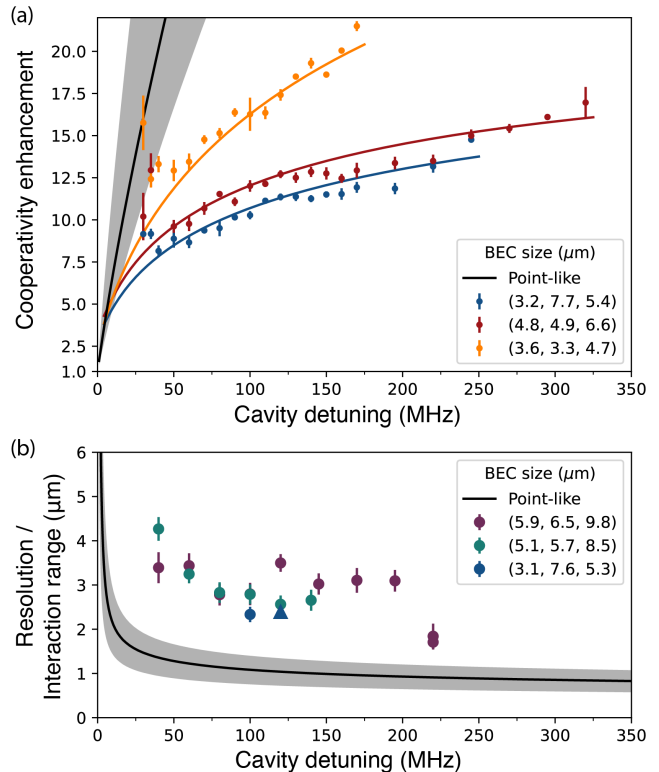 (a)
Cooperativity enhancement
20.0
17.5
15.0
12.5
10.0
7.5
5.0
2.5
1.0
BEC size (μm)
Point-like
(3.2, 7.7, 5.4)
(4.8, 4.9, 6.6)
(3.6, 3.3, 4.7)
0 50 100 150 200 250 300 350
Cavity detuning (MHz)
(b)
Resolution /
Interaction range (μm)
6
5
4
3
2
1
0
BEC size (μm)
Point-like
(5.9, 6.5, 9.8)
(5.1, 5.7, 8.5)
(3.1, 7.6, 5.3)
0 50 100 150 200 250 300 350
Cavity detuning (MHz)